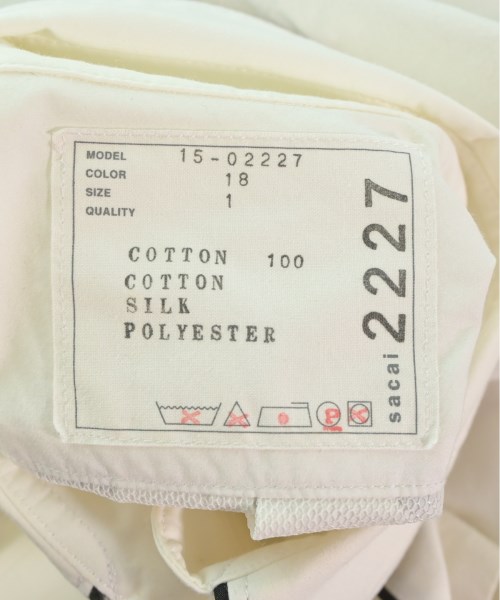 MODEL 15-02227
COLOR 18
SIZE 1
QUALITY
COTTON 100
COTTON
SILK
POLYESTER
P
sacai 2227